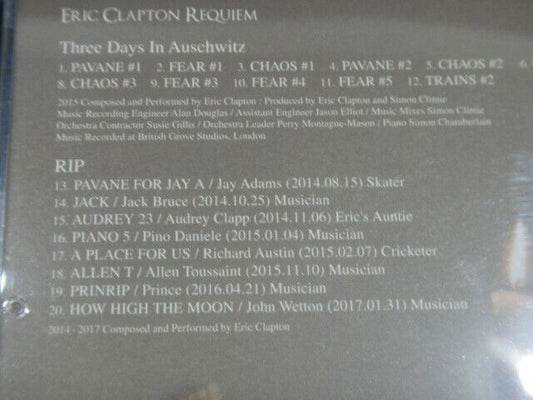 ERIC CLAPTON REQUIEM
Three Days In Auschwitz
1. PAVANE #1 2. FEAR #1 3. CHAOS #1 4. PAVANE #2 5. CHAOS #2 6.
8. CHAOS #3 9. FEAR #3 10. FEAR #4 11. FEAR #5 12. TRAINS #2
2015 Composed and Performed by Eric Clapton : Produced by Eric Clapton and Simon Climie
Music Recording Engineer Alan Douglas / Assistant Engineer Jason Elliot / Music Mixes Simon Climie
Orchestra Contractor Susie Gillis / Orchestra Leader Perry Montague-Mason / Piano Simon Chamberlain
Music Recorded at British Grove Studios, London
RIP
13. PAVANE FOR JAY A / Jay Adams (2014.08.15) Skater
14. JACK / Jack Bruce (2014.10.25) Musician
15. AUDREY 23 / Audrey Clapp (2014.11.06) Eric's Auntie
16. PIANO 5 / Pino Daniele (2015.01.04) Musician
17. A PLACE FOR US / Richard Austin (2015.02.07) Cricketer
18. ALLEN T / Allen Toussaint (2015.11.10) Musician
19. PRINRIP / Prince (2016.04.21) Musician
20. HOW HIGH THE MOON / John Wetton (2017.01.31) Musician
2014 - 2017 Composed and Performed by Eric Clapton